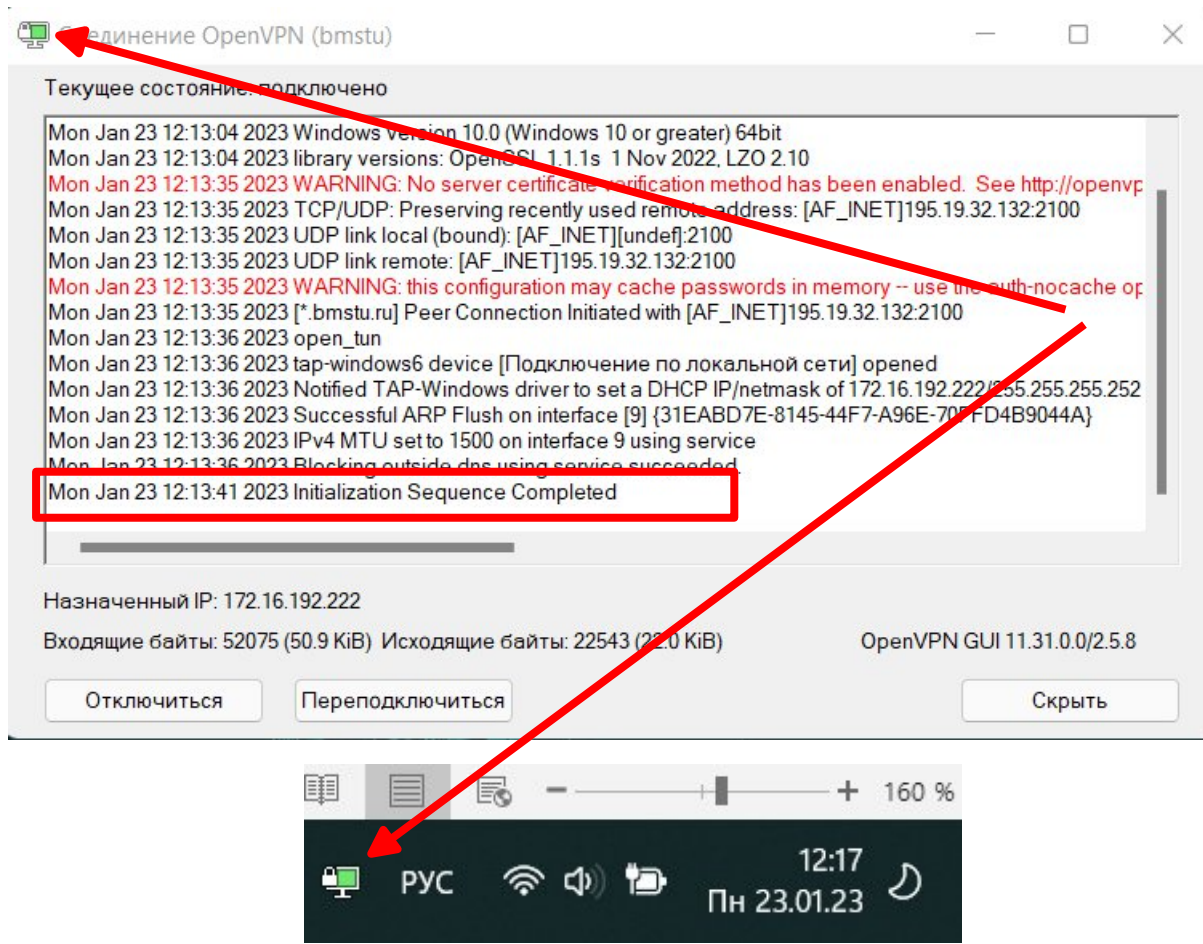 единение OpenVPN (bmstu)
Текущее состояние: подключено
Mon Jan 23 12:13:04 2023 Windows version 10.0 (Windows 10 or greater) 64bit
Mon Jan 23 12:13:04 2023 library versions: OpenSSL 1.1.1s 1 Nov 2022, LZO 2.10
Mon Jan 23 12:13:35 2023 WARNING: No server certificate verification method has been enabled. See http://openvp
Mon Jan 23 12:13:35 2023 TCP/UDP: Preserving recently used remote address: [AF_INET]195.19.32.132:2100
Mon Jan 23 12:13:35 2023 UDP link local (bound): [AF_INET][undef]:2100
Mon Jan 23 12:13:35 2023 UDP link remote: [AF_INET]195.19.32.132:2100
Mon Jan 23 12:13:35 2023 WARNING: this configuration may cache passwords in memory -- use the auth-nocache op
Mon Jan 23 12:13:35 2023 [*.bmstu.ru] Peer Connection Initiated with [AF_INET]195.19.32.132:2100
Mon Jan 23 12:13:36 2023 open_tun
Mon Jan 23 12:13:36 2023 tap-windows6 device [Подключение по локальной сети] opened
Mon Jan 23 12:13:36 2023 Notified TAP-Windows driver to set a DHCP IP/netmask of 172.16.192.222/255.255.255.252
Mon Jan 23 12:13:36 2023 Successful ARP Flush on interface [9]
Mon Jan 23 12:13:36 2023 IPv4 MTU set to 1500 on interface 9 using service
Mon Jan 23 12:13:36 2023 Blocking outside dns using service succeeded.
Mon Jan 23 12:13:41 2023 Initialization Sequence Completed
Назначенный IP: 172.16.192.222
Входящие байты: 52075 (50.9 KiB) Исходящие байты: 22543 (22.0 KiB) OpenVPN GUI 11.31.0.0/2.5.8
Отключиться Переподключиться Скрыть
160 %
РУС 12:17
Пн 23.01.23